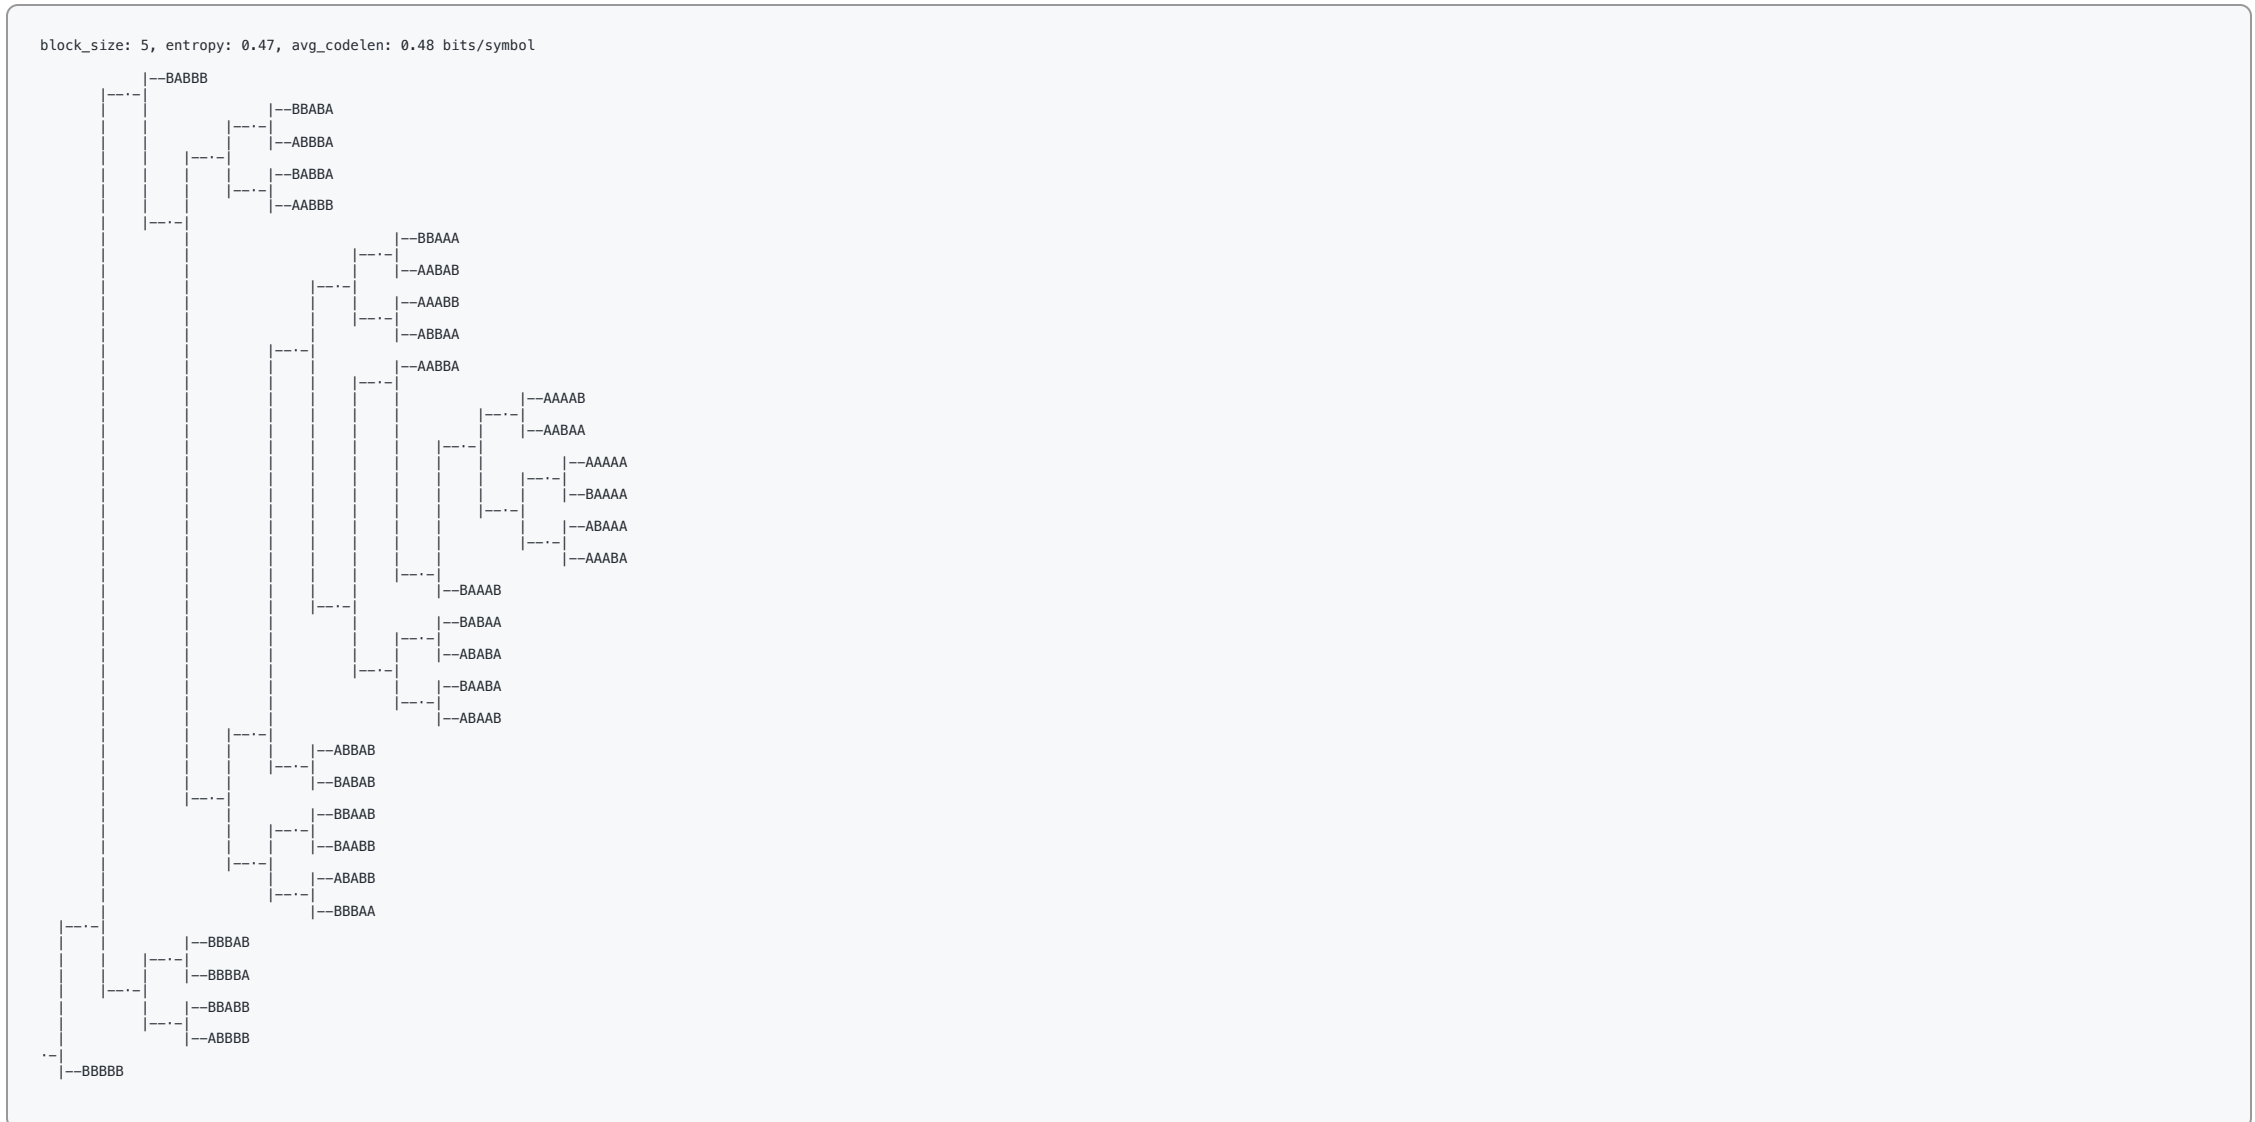 block_size: 5, entropy: 0.47, avg_codelen: 0.48 bits/symbol
|--BABBB
|--·-|
|--BBABA
|--·-|
|--ABBBA
|--·-|
|--BABBA
|--·-|
|--AABBB
|--·-|
|--BBAAA
|--·-|
|--AABAB
|--·-|
|--AAABB
|--·-|
|--ABBAA
|--·-|
|--AABBA
|--·-|
|--AAAAB
|--·-|
|--AABAA
|--·-|
|--AAAAA
|--·-|
|--BAAAA
|--·-|
|--ABAAA
|--·-|
|--AAABA
|--·-|
|--BAAAB
|--·-|
|--BABAA
|--·-|
|--ABABA
|--·-|
|--BAABA
|--·-|
|--ABAAB
|--·-|
|--ABBAB
|--·-|
|--BABAB
|--·-|
|--BBAAB
|--·-|
|--BAABB
|--·-|
|--ABABB
|--·-|
|--BBBAA
|--·-|
|--BBBAB
|--·-|
|--BBBBA
|--·-|
|--BBABB
|--·-|
|--ABBBB
·-|
|--BBBBB